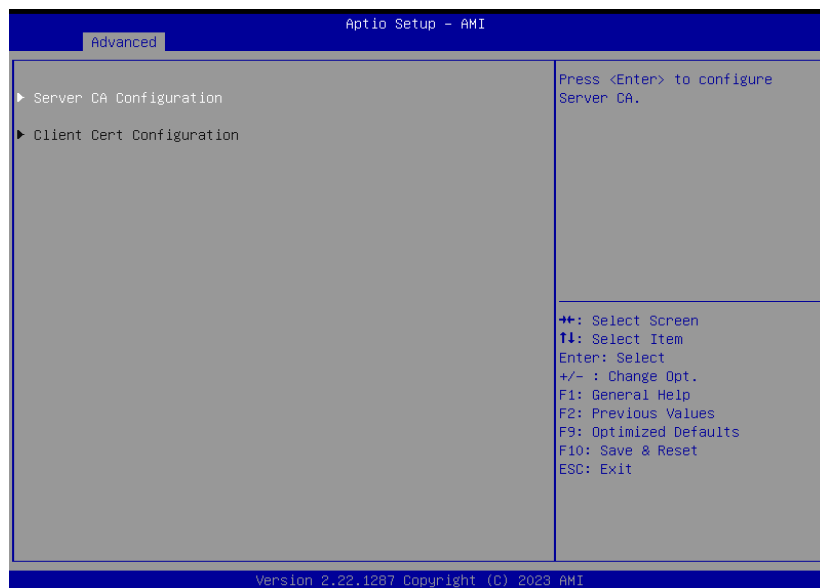 Aptio Setup – AMI
Advanced
▶ Server CA Configuration
▶ Client Cert Configuration
Press <Enter> to configure
Server CA.
→←: Select Screen
↑↓: Select Item
Enter: Select
+/- : Change Opt.
F1: General Help
F2: Previous Values
F9: Optimized Defaults
F10: Save & Reset
ESC: Exit
Version 2.22.1287 Copyright (C) 2023 AMI